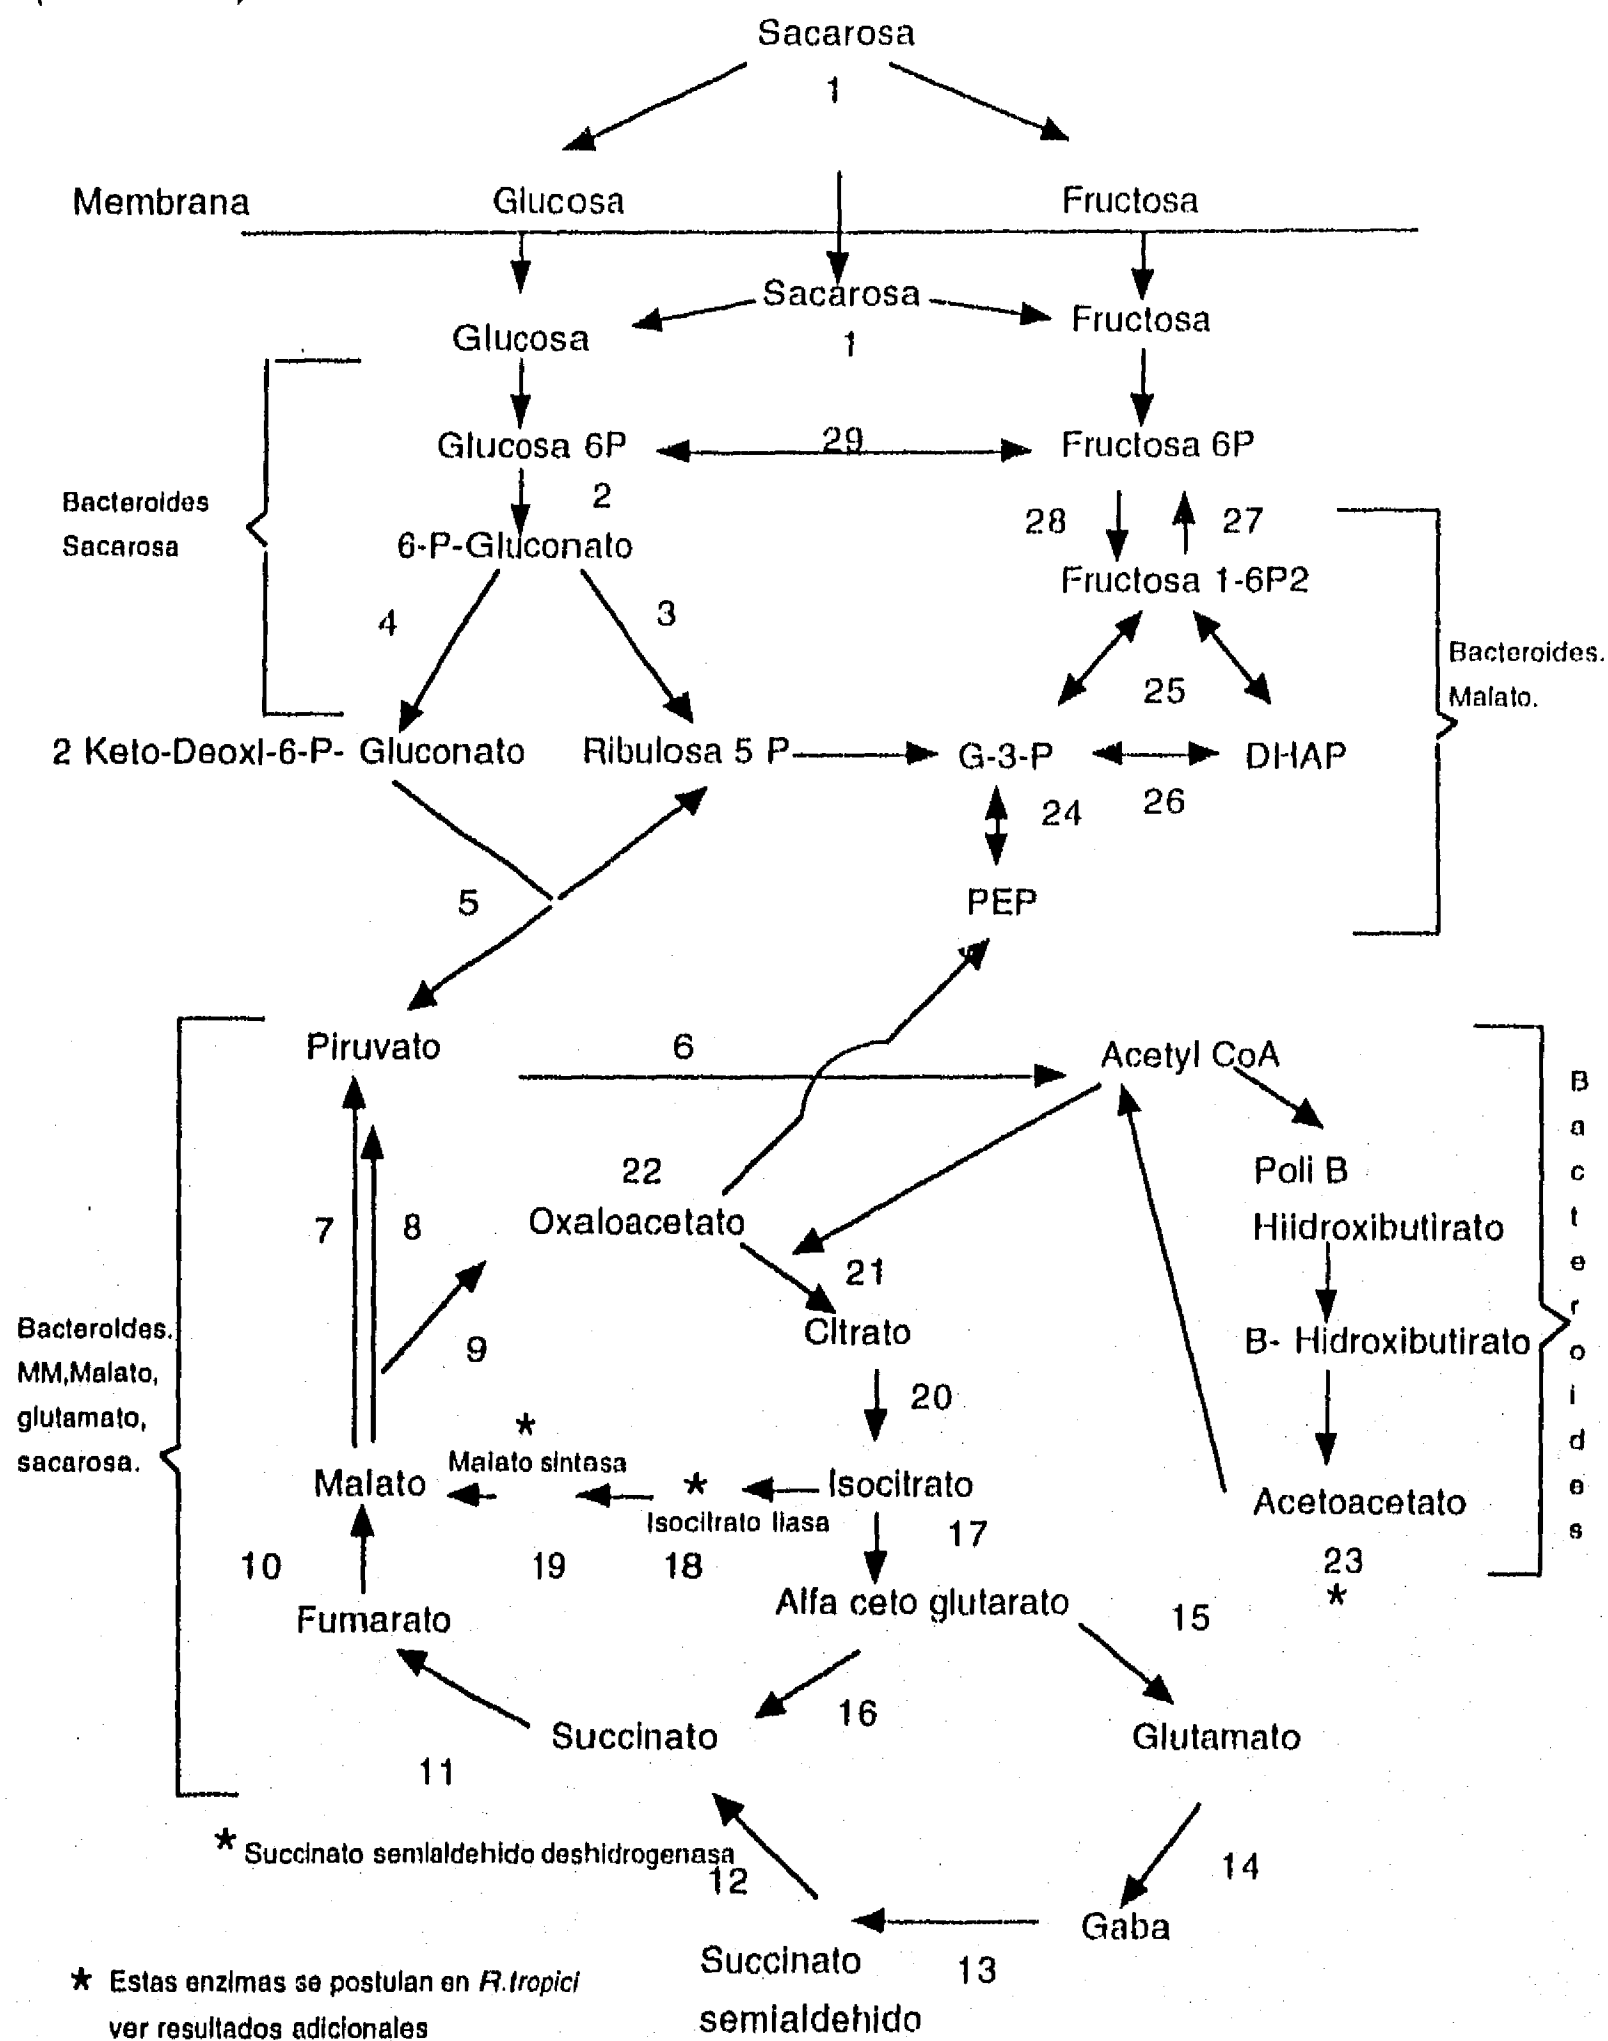 Sacarosa
1
Membrana
Glucosa
Fructosa
Sacarosa
1
Glucosa
Fructosa
Glucosa 6P
29
Fructosa 6P
2
Bacteroides
Sacarosa
6-P-Gluconato
28
27
Fructosa 1-6P2
4
3
25
Bacteroides.
Malato.
2 Keto-Deoxi-6-P- Gluconato
Ribulosa 5 P
G-3-P
DHAP
24
26
5
PEP
Piruvato
6
Acetyl CoA
22
Poli B
Hiidroxibutirato
7
8
Oxaloacetato
21
Citrato
B- Hidroxibutirato
Bacteroides
Bacteroides.
MM,Malato,
glutamato,
sacarosa.
9
20
*
Malato sintasa
Malato
*
Isocitrato
Isocitrato liasa
Acetoacetato
17
10
19
18
23
*
Fumarato
Alfa ceto glutarato
15
16
Succinato
Glutamato
11
* Succinato semialdehido deshidrogenasa
12
14
Gaba
Succinato
semialdehido
13
* Estas enzimas se postulan en R.tropici
ver resultados adicionales